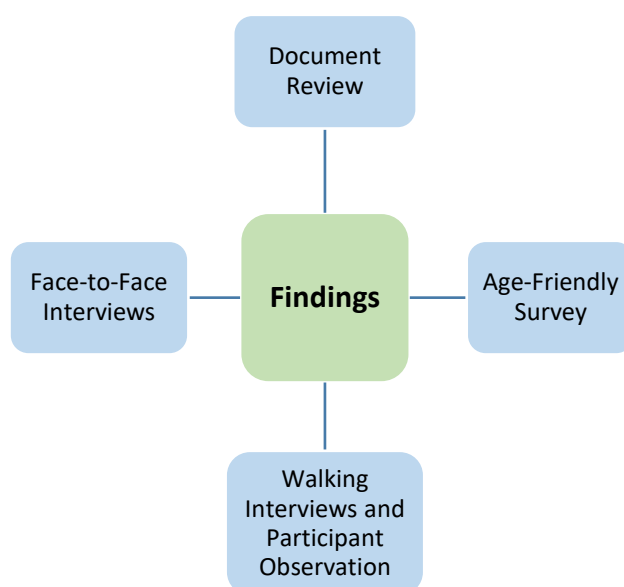 Document
Review
Face-to-Face
Interviews
Findings
Age-Friendly
Survey
Walking
Interviews and
Participant
Observation